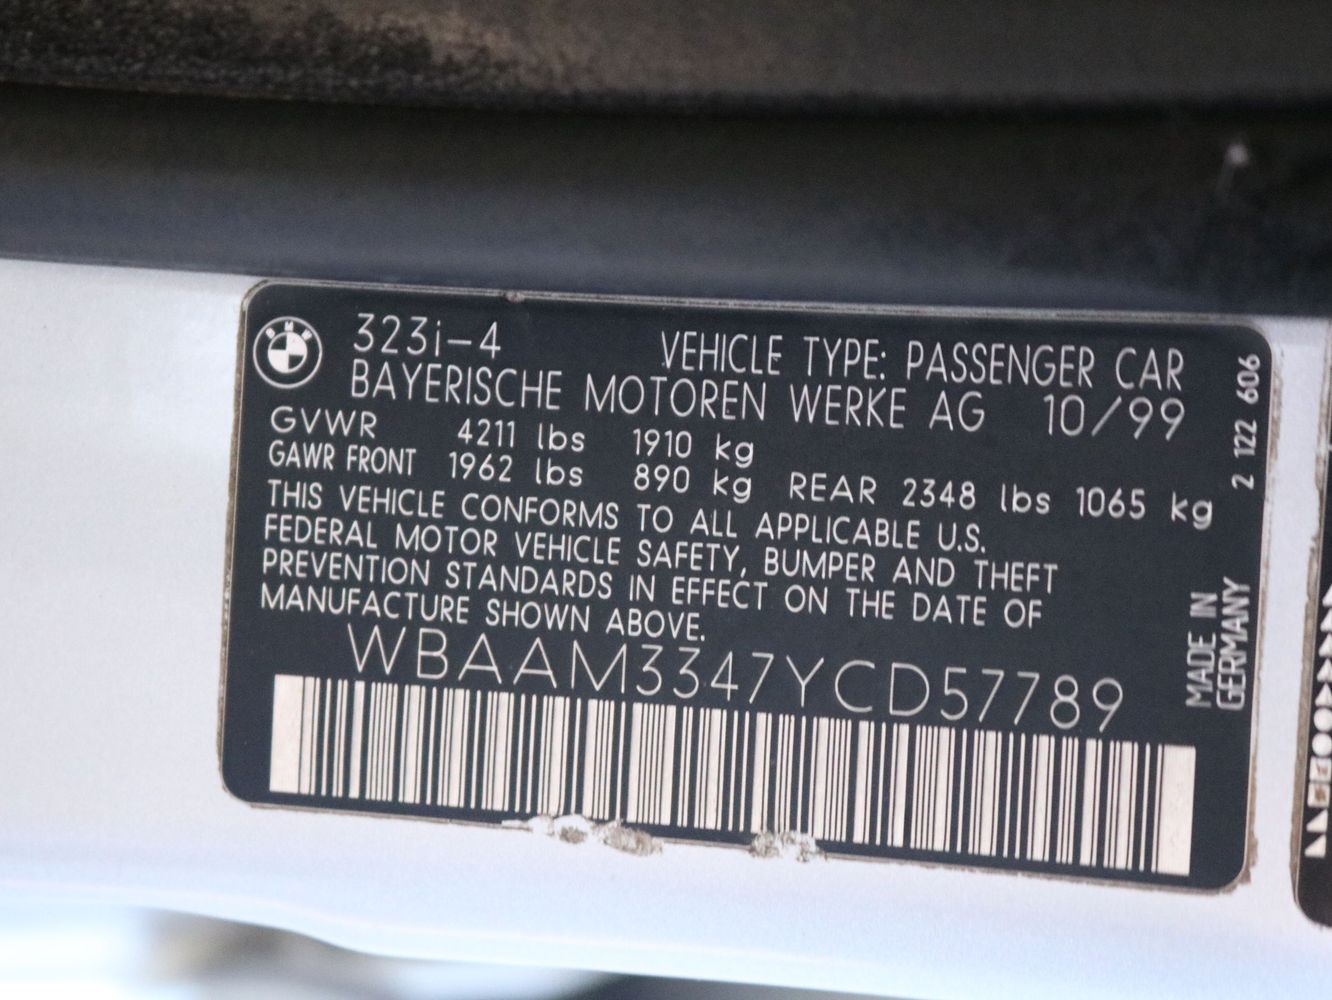 BMW
323i-4
VEHICLE TYPE: PASSENGER CAR
BAYERISCHE MOTOREN WERKE AG 10/99
GVWR 4211 lbs 1910 kg
GAWR FRONT 1962 lbs 890 kg REAR 2348 lbs 1065 kg
THIS VEHICLE CONFORMS TO ALL APPLICABLE U.S.
FEDERAL MOTOR VEHICLE SAFETY, BUMPER AND THEFT
PREVENTION STANDARDS IN EFFECT ON THE DATE OF
MANUFACTURE SHOWN ABOVE.
WBAAM3347YCD57789
MADE IN
GERMANY
2 122 606